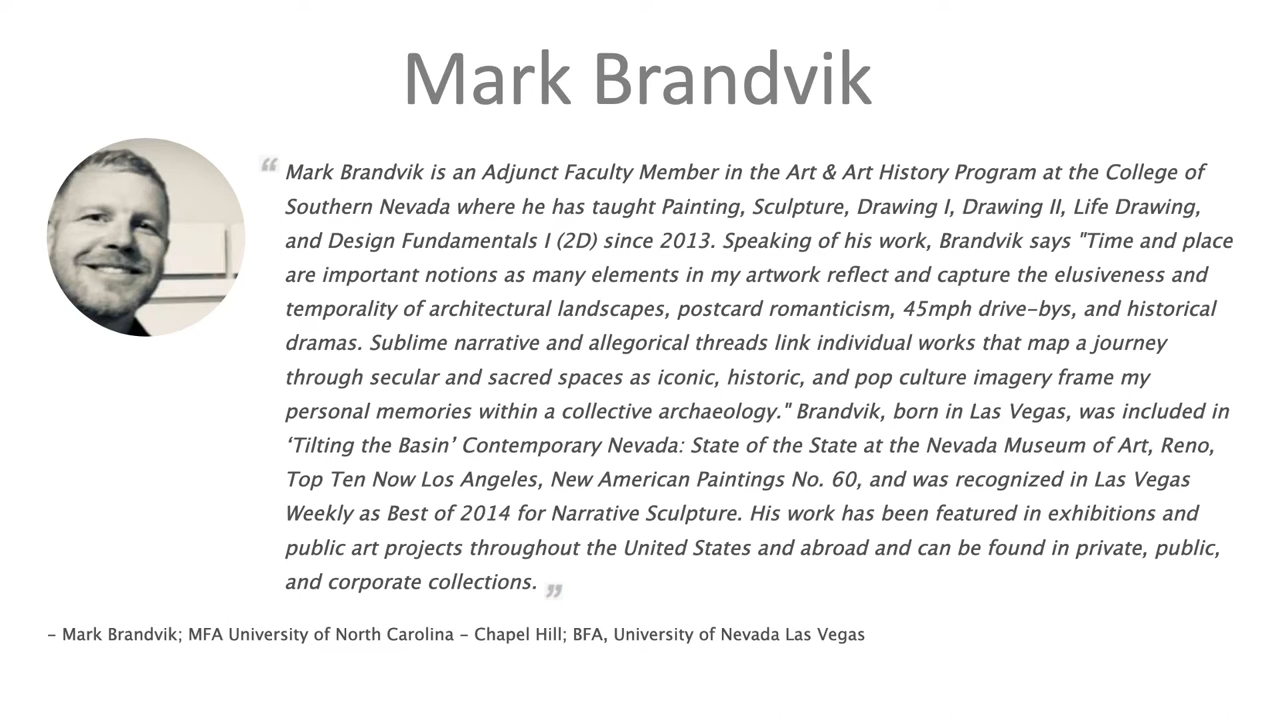 Mark Brandvik
“ Mark Brandvik is an Adjunct Faculty Member in the Art & Art History Program at the College of
Southern Nevada where he has taught Painting, Sculpture, Drawing I, Drawing II, Life Drawing,
and Design Fundamentals I (2D) since 2013. Speaking of his work, Brandvik says "Time and place
are important notions as many elements in my artwork reflect and capture the elusiveness and
temporality of architectural landscapes, postcard romanticism, 45mph drive-bys, and historical
dramas. Sublime narrative and allegorical threads link individual works that map a journey
through secular and sacred spaces as iconic, historic, and pop culture imagery frame my
personal memories within a collective archaeology." Brandvik, born in Las Vegas, was included in
‘Tilting the Basin’ Contemporary Nevada: State of the State at the Nevada Museum of Art, Reno,
Top Ten Now Los Angeles, New American Paintings No. 60, and was recognized in Las Vegas
Weekly as Best of 2014 for Narrative Sculpture. His work has been featured in exhibitions and
public art projects throughout the United States and abroad and can be found in private, public,
and corporate collections. ”
– Mark Brandvik; MFA University of North Carolina – Chapel Hill; BFA, University of Nevada Las Vegas